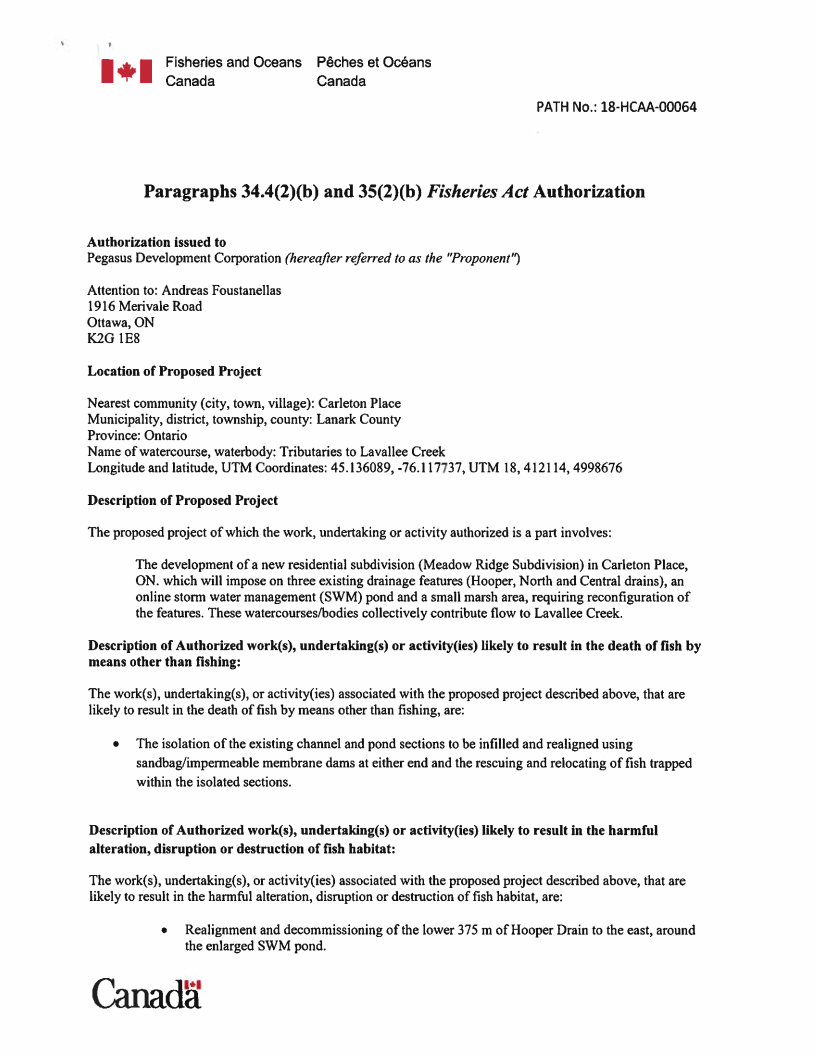 Fisheries and Oceans Pêches et Océans
Canada Canada
PATH No.: 18-HCAA-00064
Paragraphs 34.4(2)(b) and 35(2)(b) Fisheries Act Authorization
Authorization issued to
Pegasus Development Corporation (hereafter referred to as the "Proponent")
Attention to: Andreas Foustanellas
1916 Merivale Road
Ottawa, ON
K2G 1E8
Location of Proposed Project
Nearest community (city, town, village): Carleton Place
Municipality, district, township, county: Lanark County
Province: Ontario
Name of watercourse, waterbody: Tributaries to Lavallee Creek
Longitude and latitude, UTM Coordinates: 45.136089, -76.117737, UTM 18, 412114, 4998676
Description of Proposed Project
The proposed project of which the work, undertaking or activity authorized is a part involves:
The development of a new residential subdivision (Meadow Ridge Subdivision) in Carleton Place,
ON. which will impose on three existing drainage features (Hooper, North and Central drains), an
online storm water management (SWM) pond and a small marsh area, requiring reconfiguration of
the features. These watercourses/bodies collectively contribute flow to Lavallee Creek.
Description of Authorized work(s), undertaking(s) or activity(ies) likely to result in the death of fish by
means other than fishing:
The work(s), undertaking(s), or activity(ies) associated with the proposed project described above, that are
likely to result in the death of fish by means other than fishing, are:
• The isolation of the existing channel and pond sections to be infilled and realigned using
sandbag/impermeable membrane dams at either end and the rescuing and relocating of fish trapped
within the isolated sections.
Description of Authorized work(s), undertaking(s) or activity(ies) likely to result in the harmful
alteration, disruption or destruction of fish habitat:
The work(s), undertaking(s), or activity(ies) associated with the proposed project described above, that are
likely to result in the harmful alteration, disruption or destruction of fish habitat, are:
• Realignment and decommissioning of the lower 375 m of Hooper Drain to the east, around
the enlarged SWM pond.
Canada